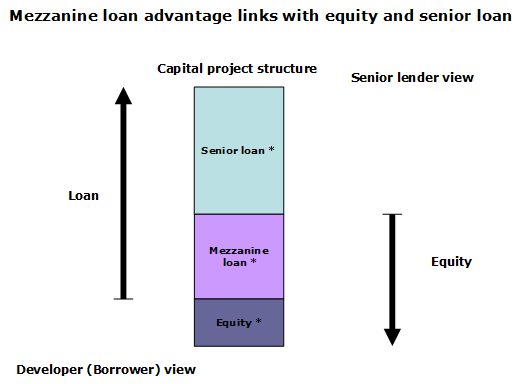 Mezzanine loan advantage links with equity and senior loan
Capital project structure
Senior lender view
Senior loan *
Loan
Mezzanine
loan *
Equity
Equity *
Developer (Borrower) view